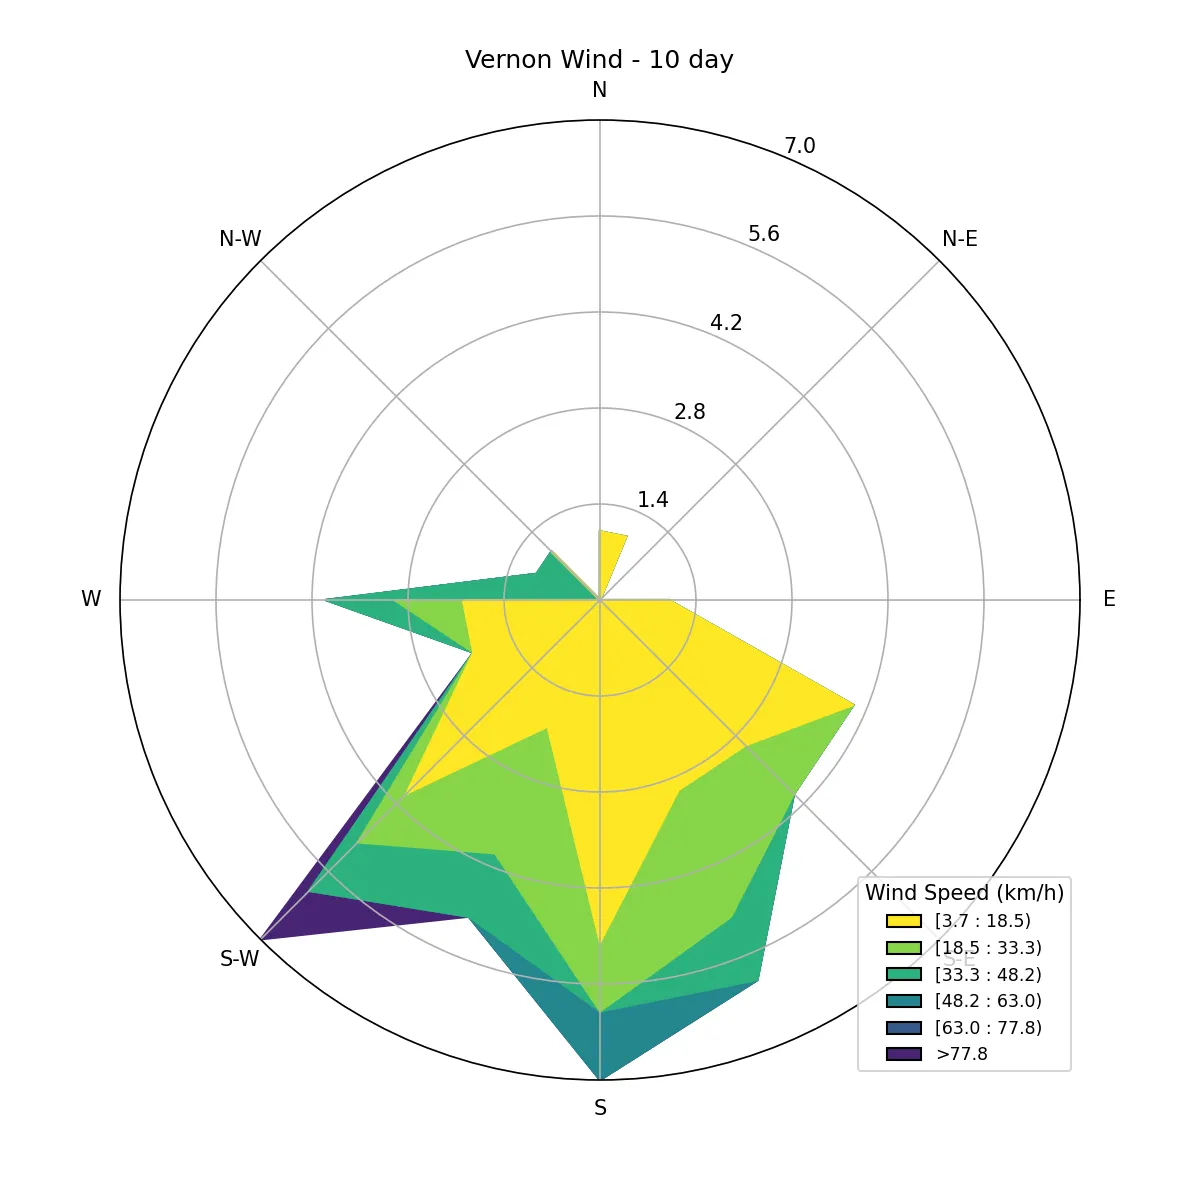 Vernon Wind - 10 day
N
7.0
5.6
N-W
N-E
4.2
2.8
1.4
W
E
S-W
S-E
S
Wind Speed (km/h)
[3.7 : 18.5)
[18.5 : 33.3)
[33.3 : 48.2)
[48.2 : 63.0)
[63.0 : 77.8)
>77.8